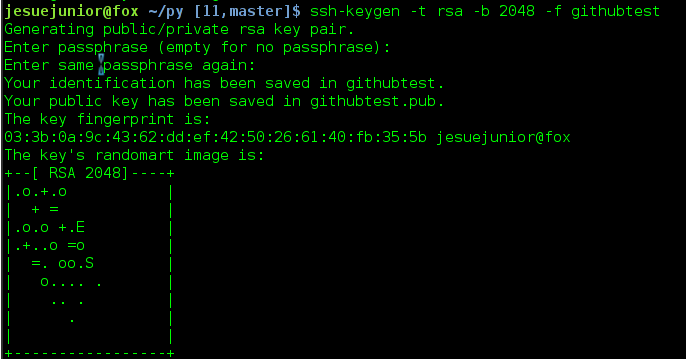 jesuejunior@fox ~/py [11,master]$ ssh-keygen -t rsa -b 2048 -f githubtest
Generating public/private rsa key pair.
Enter passphrase (empty for no passphrase):
Enter same passphrase again:
Your identification has been saved in githubtest.
Your public key has been saved in githubtest.pub.
The key fingerprint is:
03:3b:0a:9c:43:62:dd:ef:42:50:26:61:40:fb:35:5b jesuejunior@fox
The key's randomart image is:
+--[ RSA 2048]----+
|.o.+.o           |
|  + =            |
|.o.o +.E         |
|.+..o =o         |
|  =. oo.S        |
|   o.... .       |
|    .. .         |
|      .          |
|                 |
+-----------------+